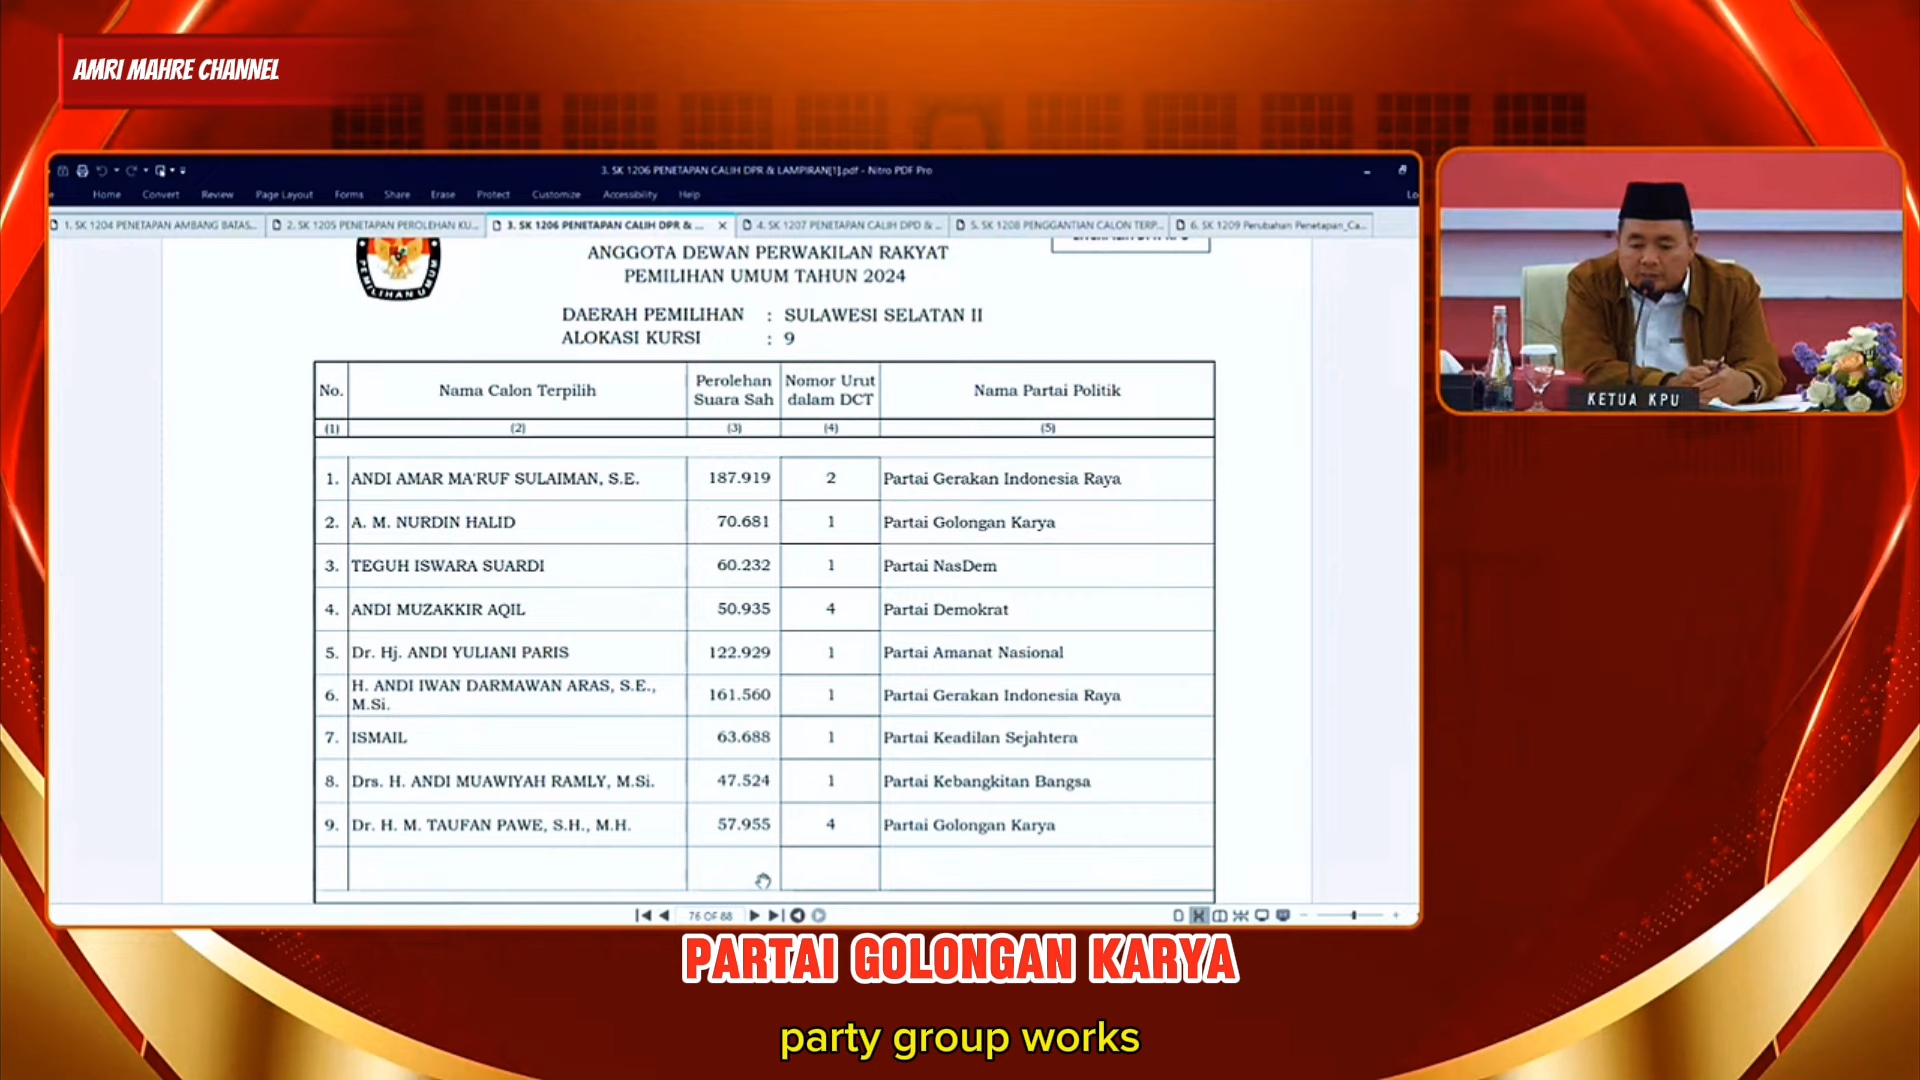 AMRI MAHRE CHANNEL
3. SK 1206 PENETAPAN CALIH DPR & LAMPIRAN[1].pdf - Nitro PDF Pro
Home Convert Review Page Layout Forms Share Erase Protect Customize Accessibility Help Lo
1. SK 1204 PENETAPAN AMBANG BATAS... 2. SK 1205 PENETAPAN PEROLEHAN KU... 3. SK 1206 PENETAPAN CALIH DPR & ... 4. SK 1207 PENETAPAN CALIH DPD & ... 5. SK 1208 PENGGANTIAN CALON TERP... 6. SK 1209 Perubahan Penetapan_Ca...
PEMILIHAN UMUM
ANGGOTA DEWAN PERWAKILAN RAKYAT
PEMILIHAN UMUM TAHUN 2024
DAERAH PEMILIHAN : SULAWESI SELATAN II
ALOKASI KURSI : 9
No. Nama Calon Terpilih Perolehan Suara Sah Nomor Urut dalam DCT Nama Partai Politik
(1) (2) (3) (4) (5)
1. ANDI AMAR MA'RUF SULAIMAN, S.E. 187.919 2 Partai Gerakan Indonesia Raya
2. A. M. NURDIN HALID 70.681 1 Partai Golongan Karya
3. TEGUH ISWARA SUARDI 60.232 1 Partai NasDem
4. ANDI MUZAKKIR AQIL 50.935 4 Partai Demokrat
5. Dr. Hj. ANDI YULIANI PARIS 122.929 1 Partai Amanat Nasional
6. H. ANDI IWAN DARMAWAN ARAS, S.E., M.Si. 161.560 1 Partai Gerakan Indonesia Raya
7. ISMAIL 63.688 1 Partai Keadilan Sejahtera
8. Drs. H. ANDI MUAWIYAH RAMLY, M.Si. 47.524 1 Partai Kebangkitan Bangsa
9. Dr. H. M. TAUFAN PAWE, S.H., M.H. 57.955 4 Partai Golongan Karya
76 OF 88
KETUA KPU
PARTAI GOLONGAN KARYA
party group works